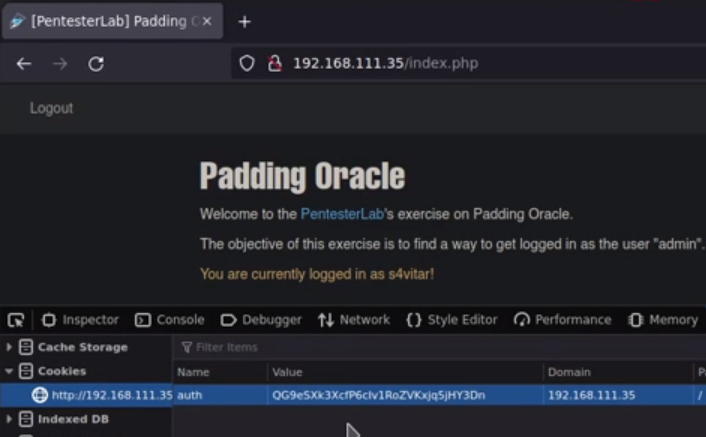 [PentesterLab] Padding O
192.168.111.35/index.php
Logout
Padding Oracle
Welcome to the PentesterLab's exercise on Padding Oracle.
The objective of this exercise is to find a way to get logged in as the user "admin".
You are currently logged in as s4vitar!
Inspector Console Debugger Network Style Editor Performance Memory
Cache Storage Filter Items
Cookies Name Value Domain P
http://192.168.111.35 auth QG9eSXk3XcfP6cIv1RoZVKxjq5jHY3Dn 192.168.111.35 /
Indexed DB